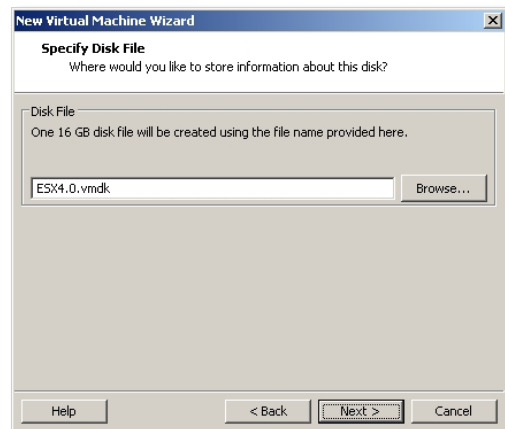 New Virtual Machine Wizard
Specify Disk File
Where would you like to store information about this disk?
Disk File
One 16 GB disk file will be created using the file name provided here.
ESX4.0.vmdk
Browse...
Help
< Back
Next >
Cancel